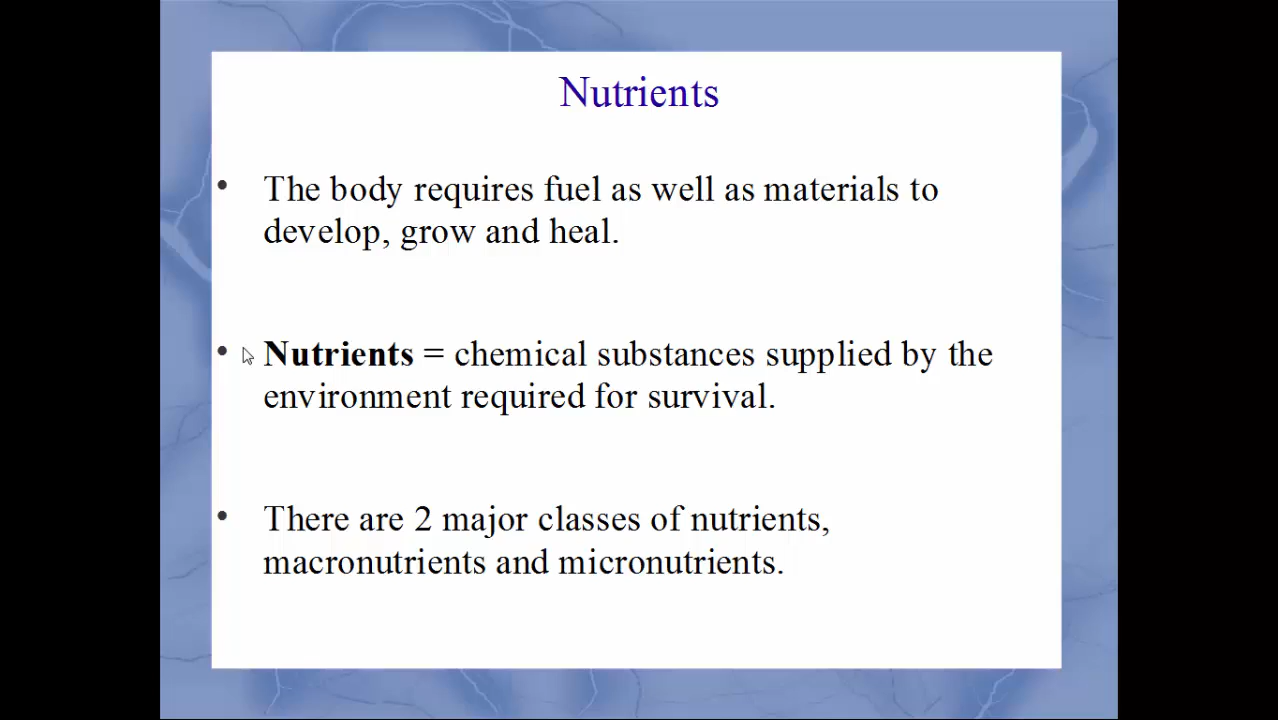 Nutrients
• The body requires fuel as well as materials to
develop, grow and heal.
• Nutrients = chemical substances supplied by the
environment required for survival.
• There are 2 major classes of nutrients,
macronutrients and micronutrients.